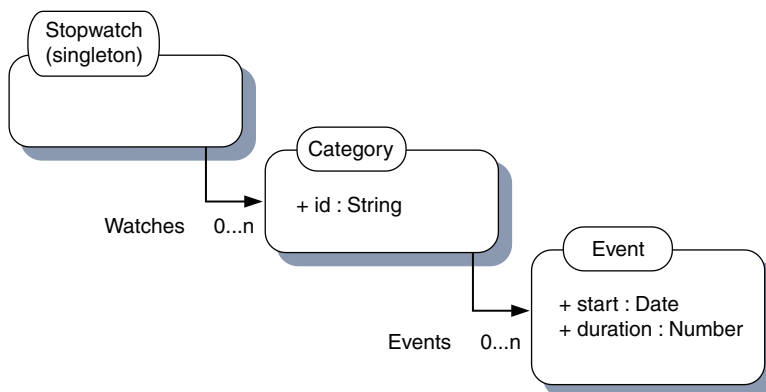 Stopwatch
(singleton)
Category
+ id : String
Watches 0...n
Event
+ start : Date
+ duration : Number
Events 0...n